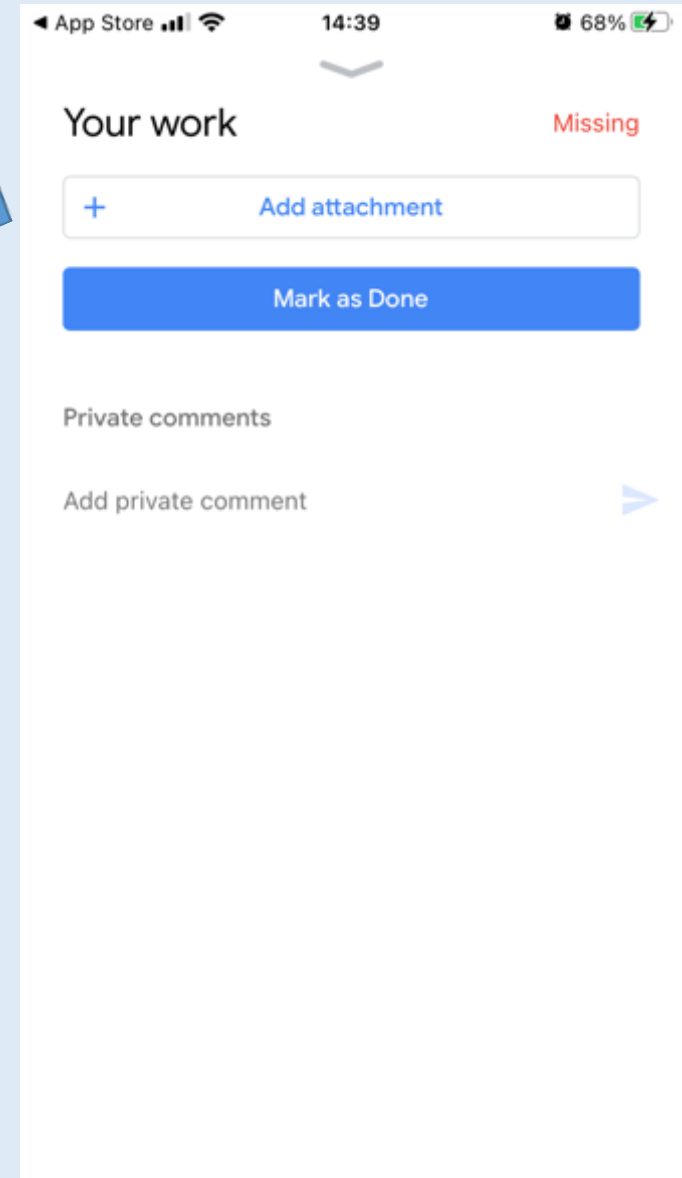 App Store 14:39 68%
Your work Missing
+ Add attachment
Mark as Done
Private comments
Add private comment